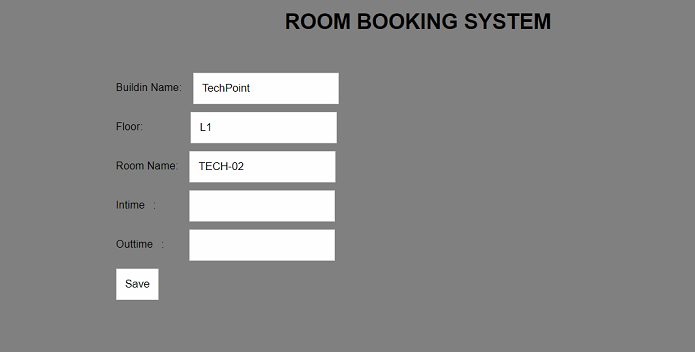 ROOM BOOKING SYSTEM
Buildin Name: TechPoint
Floor: L1
Room Name: TECH-02
Intime :
Outtime :
Save